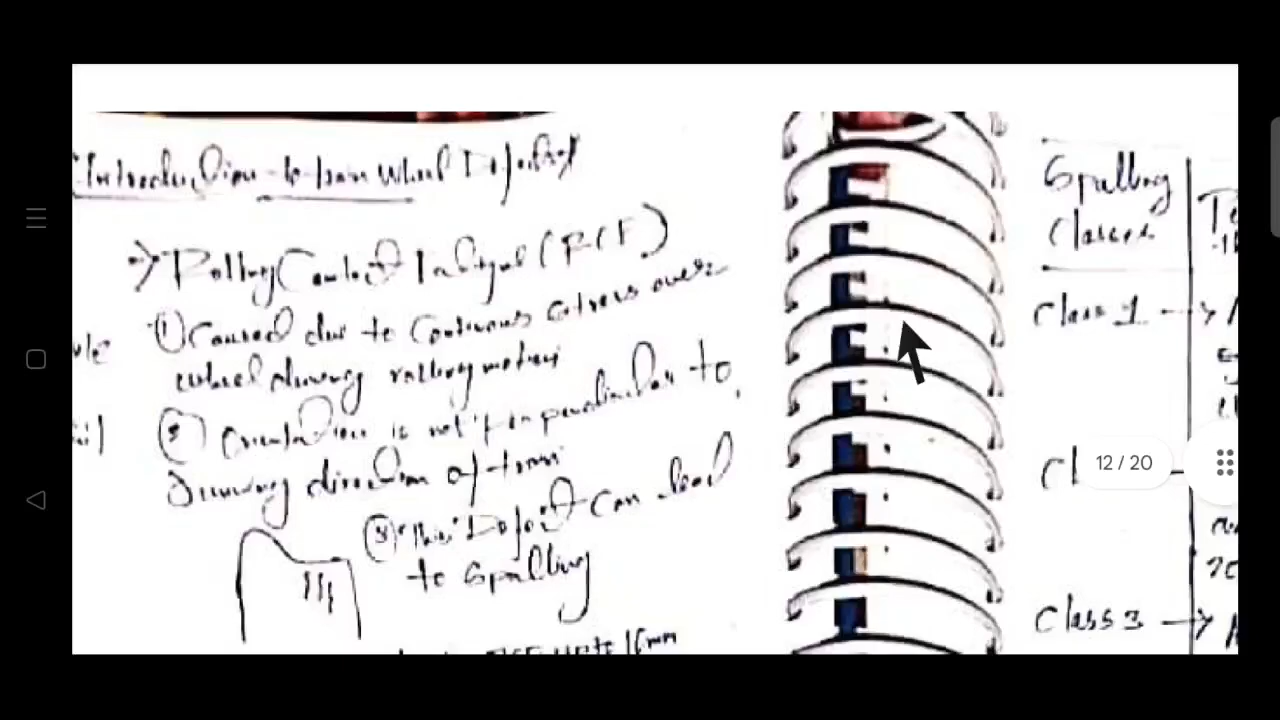 Introduction to train Wheel Defects
→ Rolling Contact Fatigue (RCF)
① Caused due to Continuous stress over
wheel during rolling motion
② Orientation is not perpendicular to
running direction of train
③ This Defect can lead
to Spalling
upto 16mm
Spalling
Classes
Class 1 →
Class 3 →
12 / 20